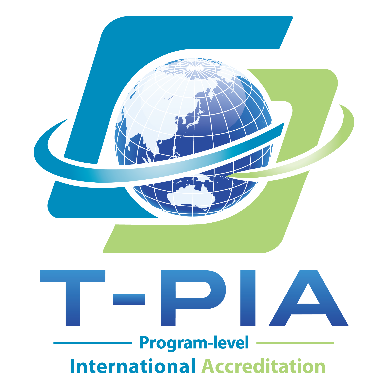 T-PIA
Program-level
International Accreditation